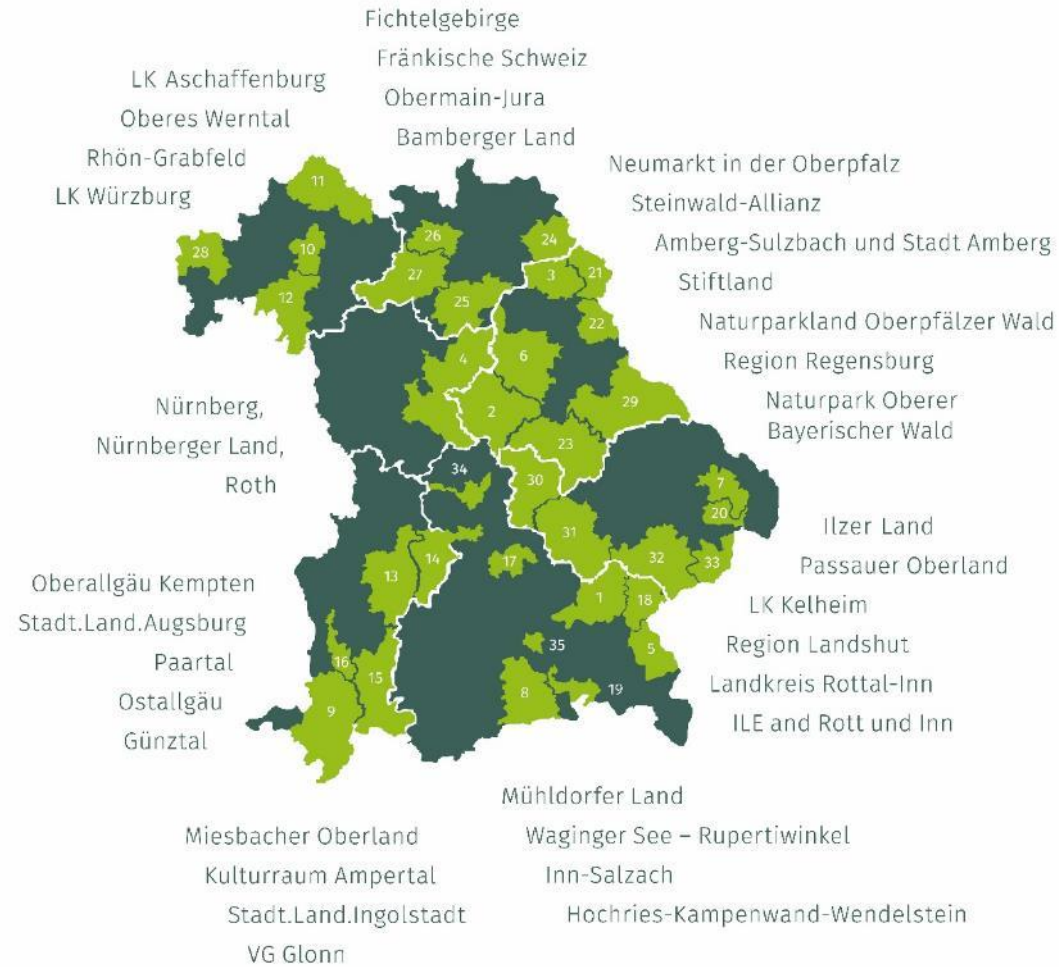 Fichtelgebirge
Fränkische Schweiz
Obermain-Jura
Bamberger Land
LK Aschaffenburg
Oberes Werntal
Rhön-Grabfeld
LK Würzburg
Neumarkt in der Oberpfalz
Steinwald-Allianz
Amberg-Sulzbach und Stadt Amberg
Stiftland
Naturparkland Oberpfälzer Wald
Region Regensburg
Naturpark Oberer
Bayerischer Wald
Nürnberg,
Nürnberger Land,
Roth
Oberallgäu Kempten
Stadt.Land.Augsburg
Paartal
Ostallgäu
Günztal
Ilzer Land
Passauer Oberland
LK Kelheim
Region Landshut
Landkreis Rottal-Inn
ILE and Rott und Inn
Miesbacher Oberland
Kulturraum Ampertal
Stadt.Land.Ingolstadt
VG Glonn
Mühldorfer Land
Waginger See – Rupertiwinkel
Inn-Salzach
Hochries-Kampenwand-Wendelstein
11
28
10
12
26
27
25
24
3
21
22
4
6
2
29
23
34
30
7
20
31
32
33
13
14
17
1
18
35
5
16
15
9
8
19